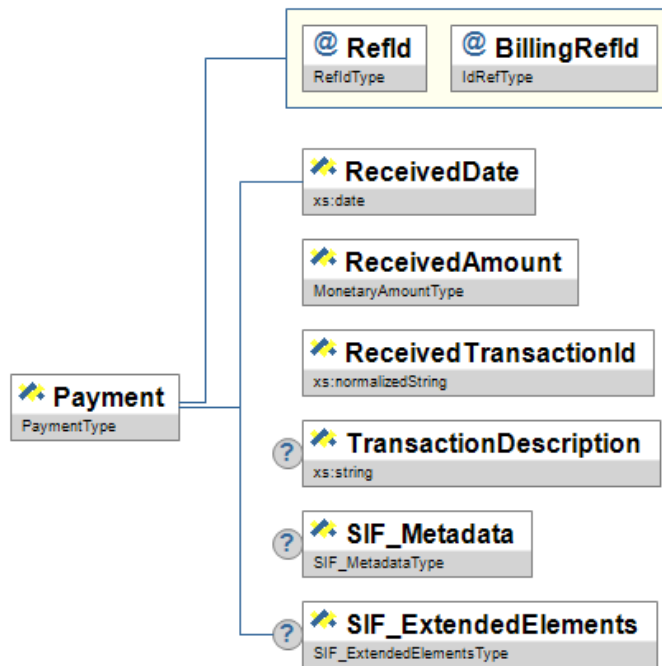 @ RefId
RefIdType
@ BillingRefId
IdRefType
ReceivedDate
xs:date
ReceivedAmount
MonetaryAmountType
ReceivedTransactionId
xs:normalizedString
Payment
PaymentType
? TransactionDescription
xs:string
? SIF_Metadata
SIF_MetadataType
? SIF_ExtendedElements
SIF_ExtendedElementsType